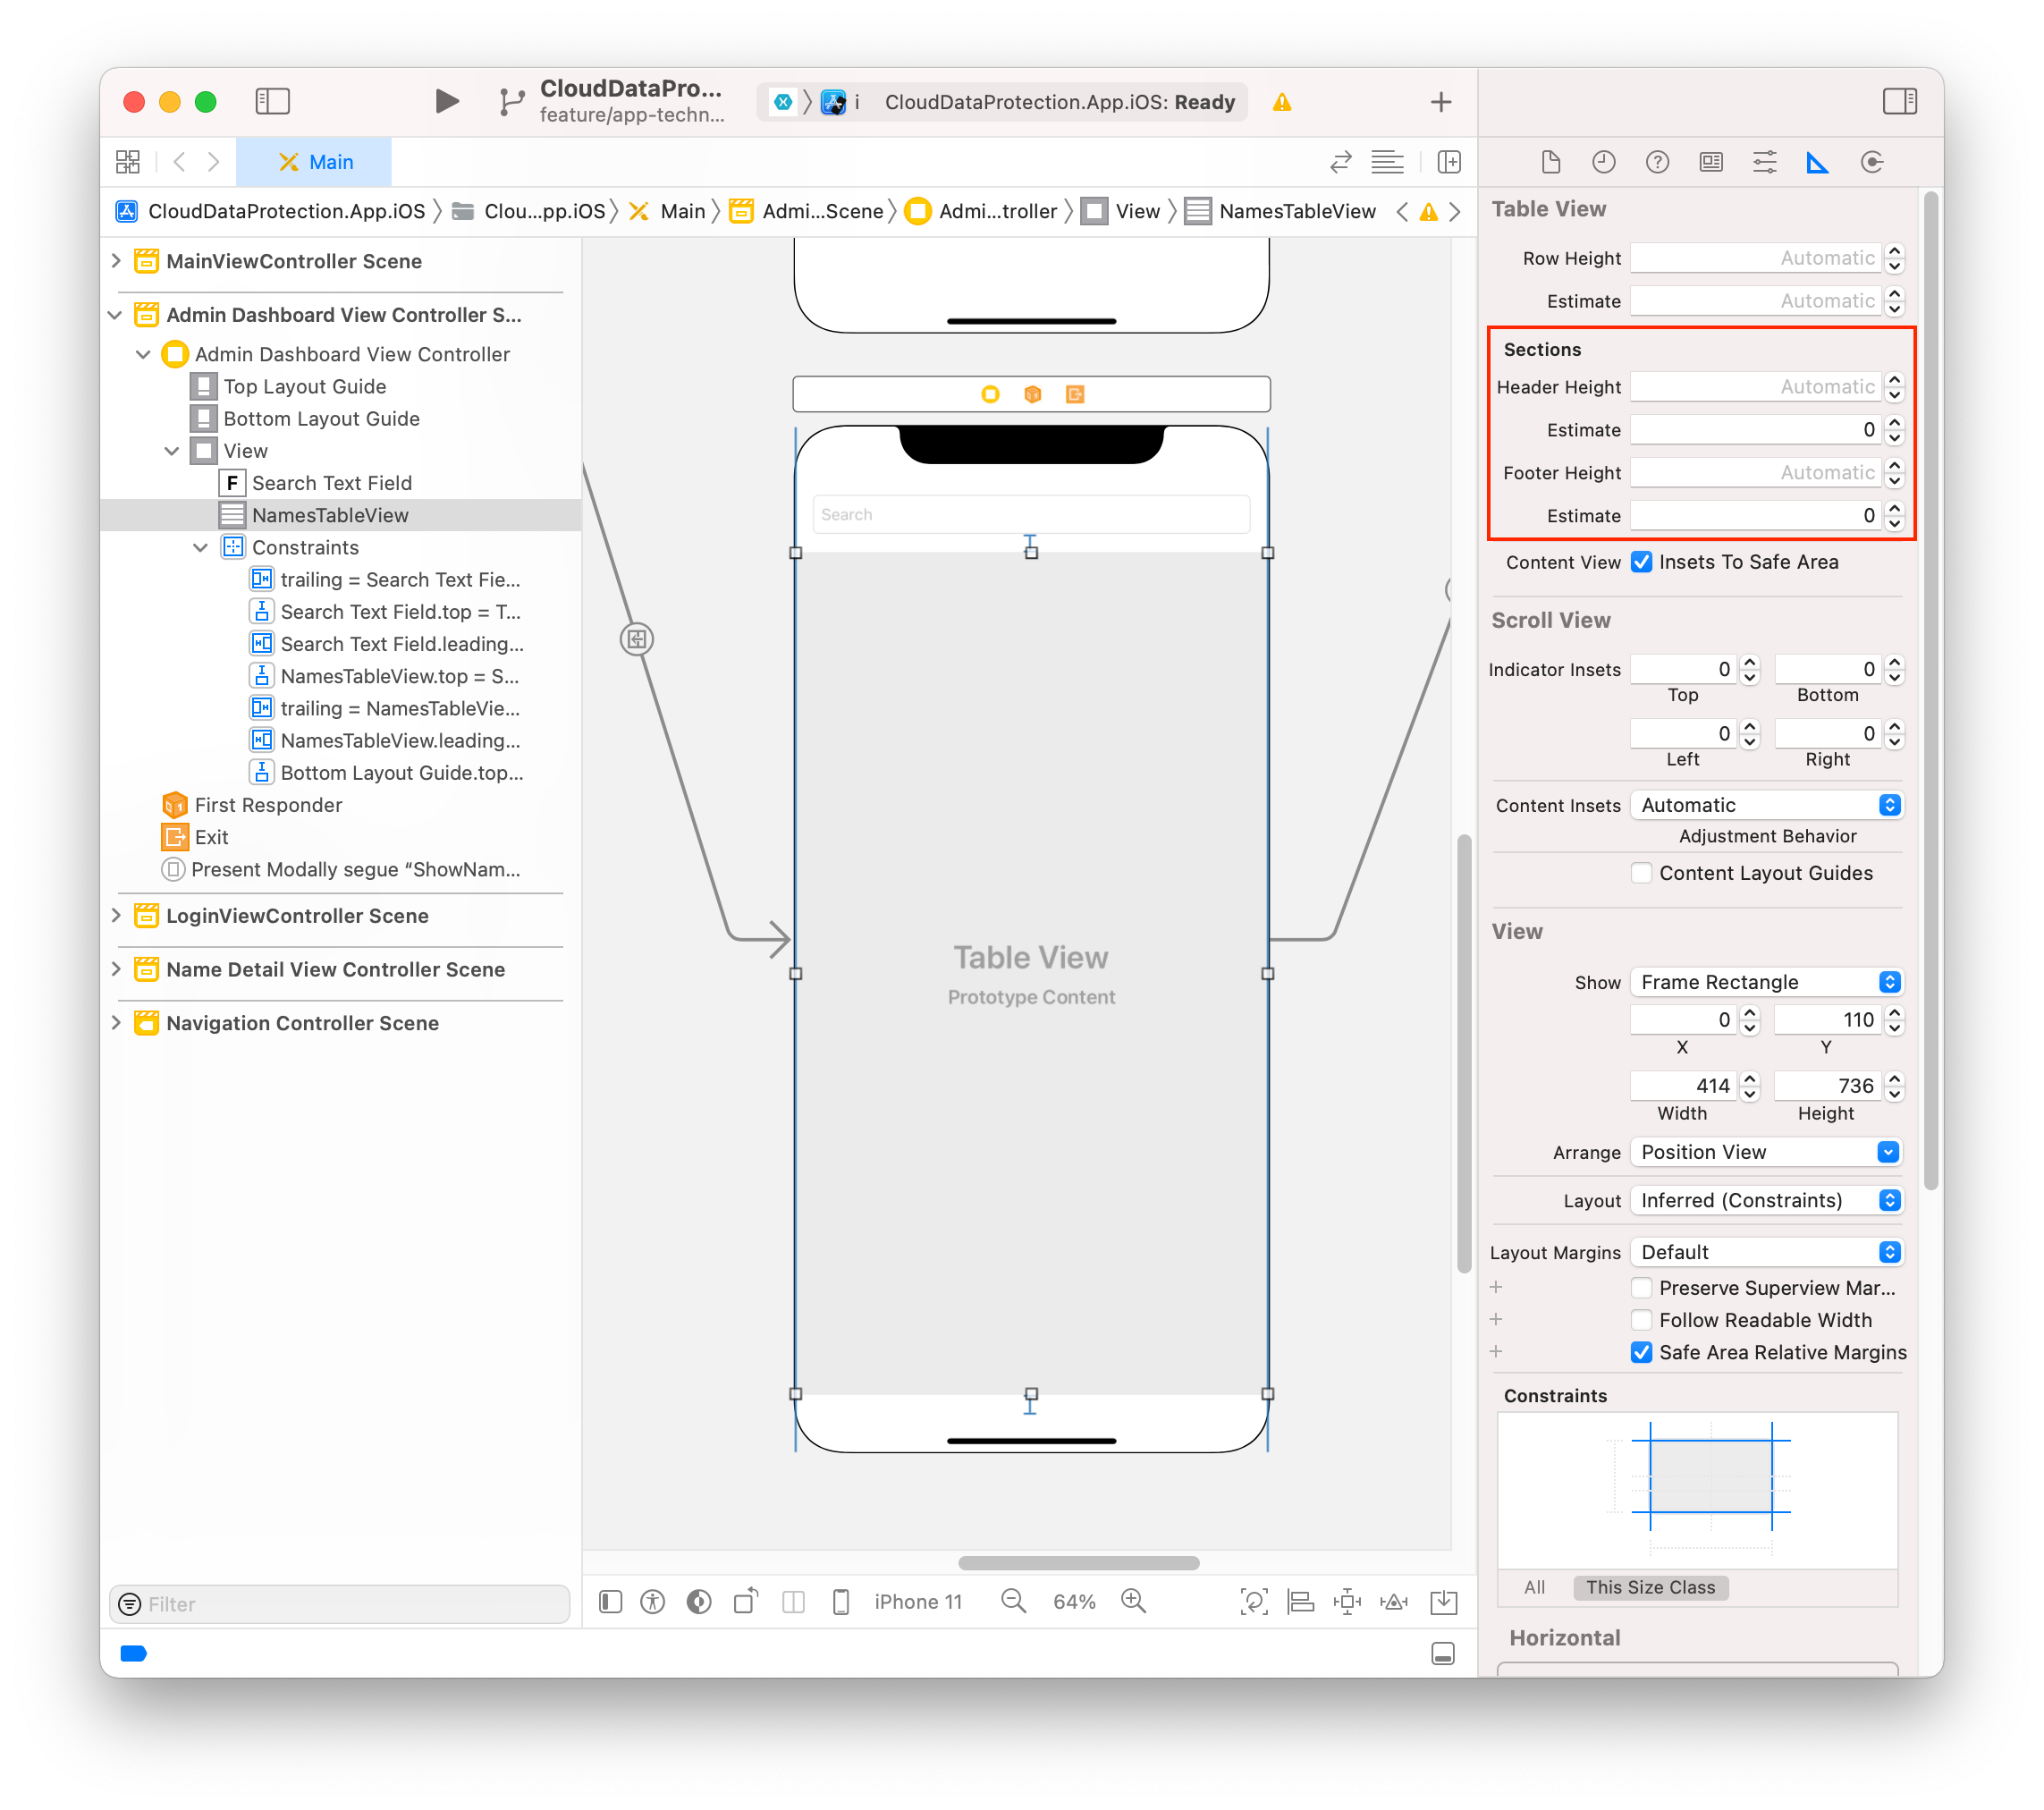 CloudDataPro...
feature/app-techn...
i
CloudDataProtection.App.iOS: Ready
Main
CloudDataProtection.App.iOS
Clou...pp.iOS
Main
Admi...Scene
Admi...troller
View
NamesTableView
MainViewController Scene
Admin Dashboard View Controller S...
Admin Dashboard View Controller
Top Layout Guide
Bottom Layout Guide
View
F Search Text Field
NamesTableView
Constraints
trailing = Search Text Fie...
Search Text Field.top = T...
Search Text Field.leading...
NamesTableView.top = S...
trailing = NamesTableVie...
NamesTableView.leading...
Bottom Layout Guide.top...
First Responder
Exit
Present Modally segue “ShowNam...
LoginViewController Scene
Name Detail View Controller Scene
Navigation Controller Scene
Filter
Search
Table View
Prototype Content
iPhone 11
64%
Table View
Row Height Automatic
Estimate Automatic
Sections
Header Height Automatic
Estimate 0
Footer Height Automatic
Estimate 0
Content View Insets To Safe Area
Scroll View
Indicator Insets 0 0
Top Bottom
0 0
Left Right
Content Insets Automatic
Adjustment Behavior
Content Layout Guides
View
Show Frame Rectangle
0 110
X Y
414 736
Width Height
Arrange Position View
Layout Inferred (Constraints)
Layout Margins Default
Preserve Superview Mar...
Follow Readable Width
Safe Area Relative Margins
Constraints
All This Size Class
Horizontal